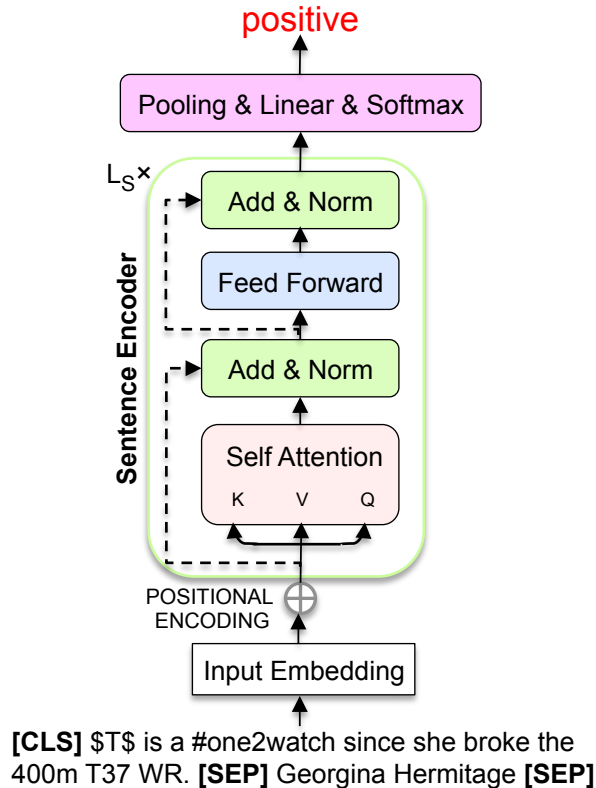 positive
Pooling & Linear & Softmax
LS×
Add & Norm
Feed Forward
Sentence Encoder
Add & Norm
Self Attention
K V Q
POSITIONAL
ENCODING
Input Embedding
[CLS] $T$ is a #one2watch since she broke the
400m T37 WR. [SEP] Georgina Hermitage [SEP]